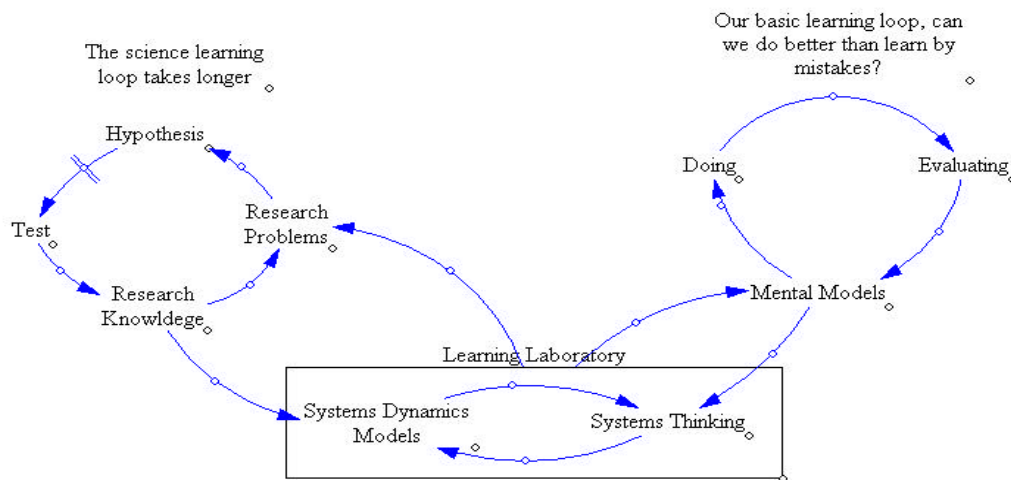 The science learning
loop takes longer
Our basic learning loop, can
we do better than learn by
mistakes?
Hypothesis
Doing
Evaluating
Test
Research
Problems
Research
Knowldege
Mental Models
Learning Laboratory
Systems Dynamics
Models
Systems Thinking